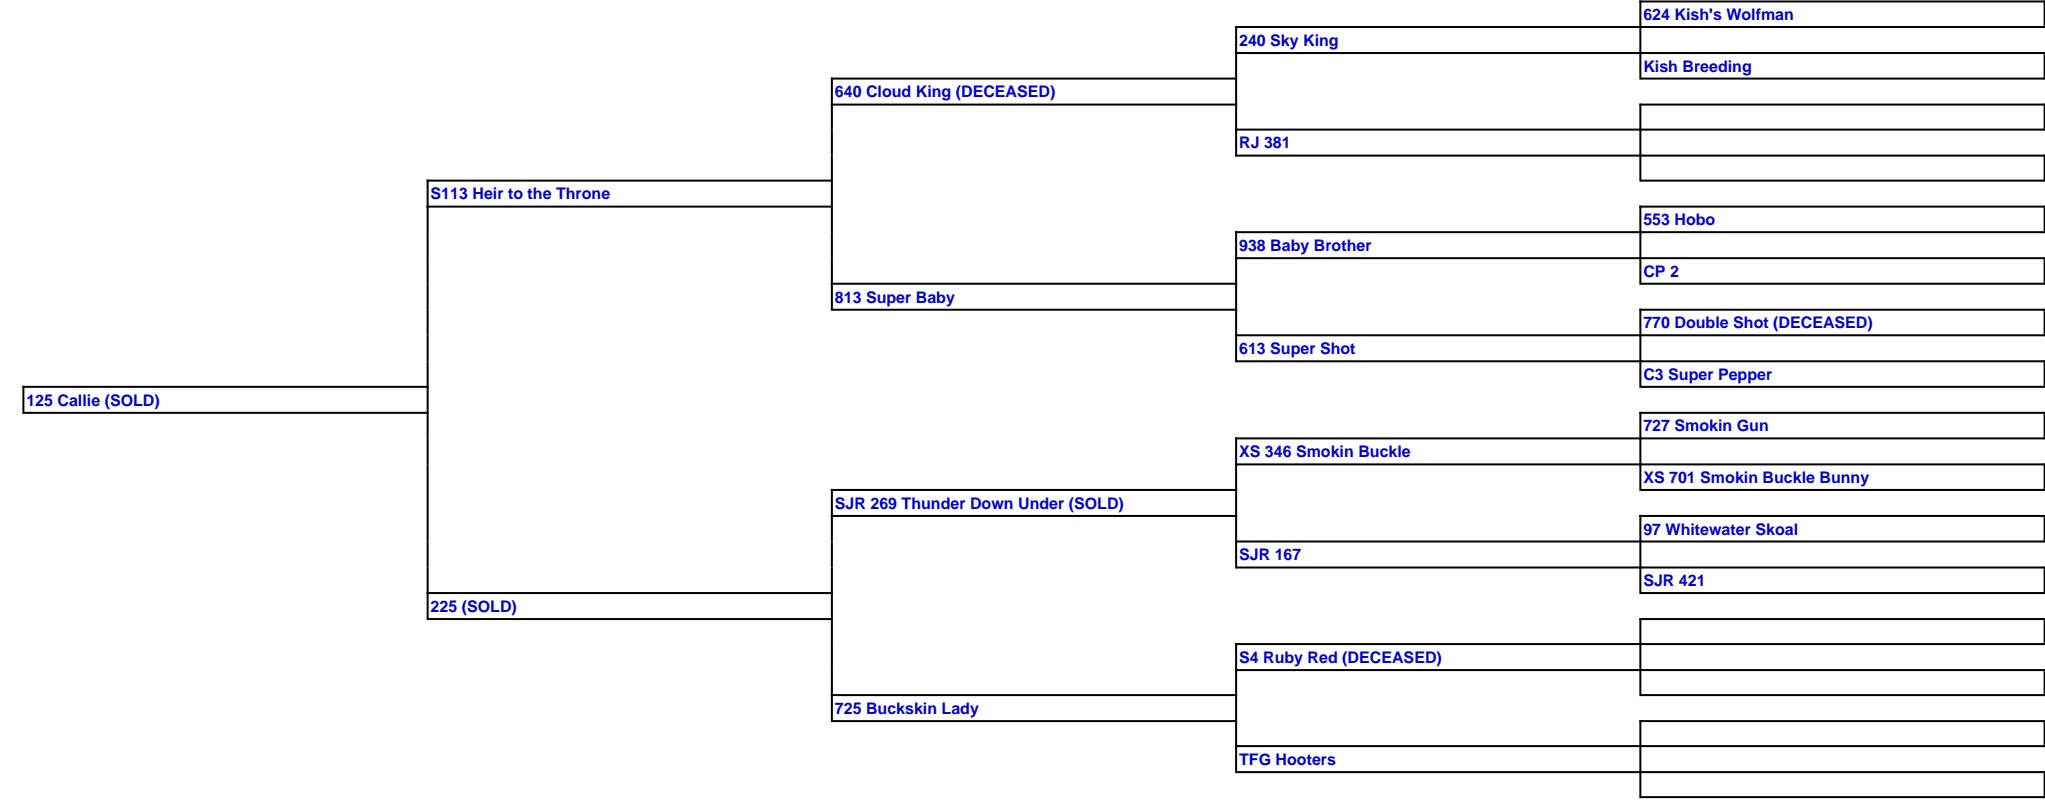 624 Kish's Wolfman
240 Sky King
Kish Breeding
640 Cloud King (DECEASED)
RJ 381
S113 Heir to the Throne
553 Hobo
938 Baby Brother
CP 2
813 Super Baby
770 Double Shot (DECEASED)
613 Super Shot
C3 Super Pepper
125 Callie (SOLD)
727 Smokin Gun
XS 346 Smokin Buckle
XS 701 Smokin Buckle Bunny
SJR 269 Thunder Down Under (SOLD)
97 Whitewater Skoal
SJR 167
SJR 421
225 (SOLD)
S4 Ruby Red (DECEASED)
725 Buckskin Lady
TFG Hooters